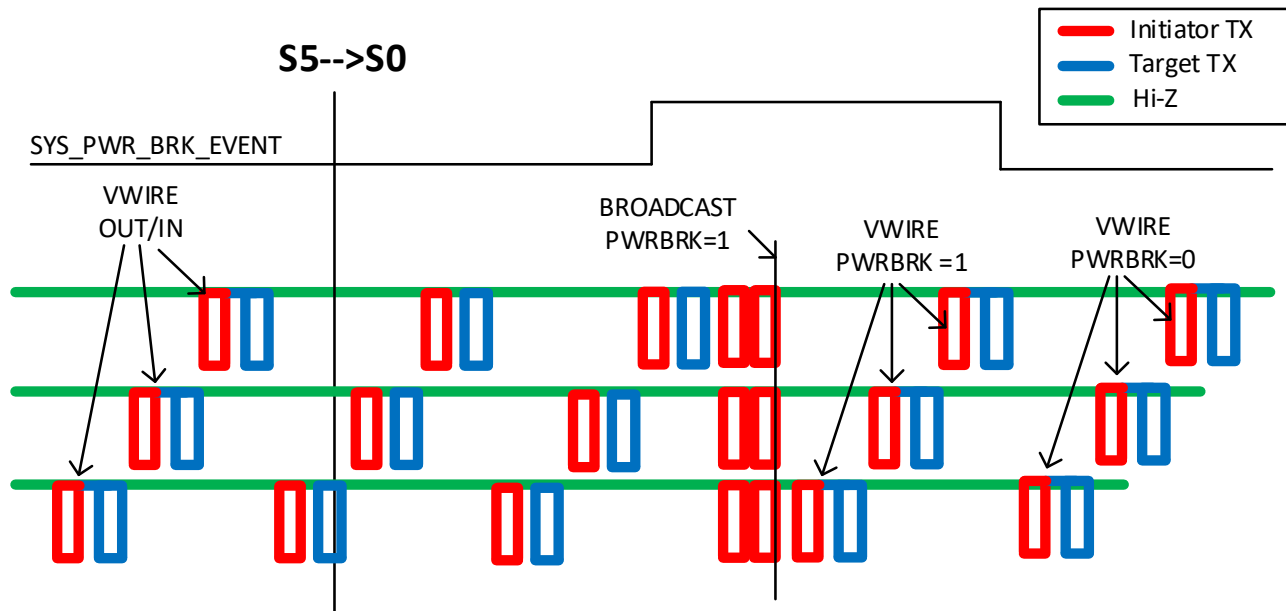 Initiator TX
Target TX
Hi-Z
S5-->S0
SYS_PWR_BRK_EVENT
VWIRE
OUT/IN
BROADCAST
PWRBRK=1
VWIRE
PWRBRK =1
VWIRE
PWRBRK=0